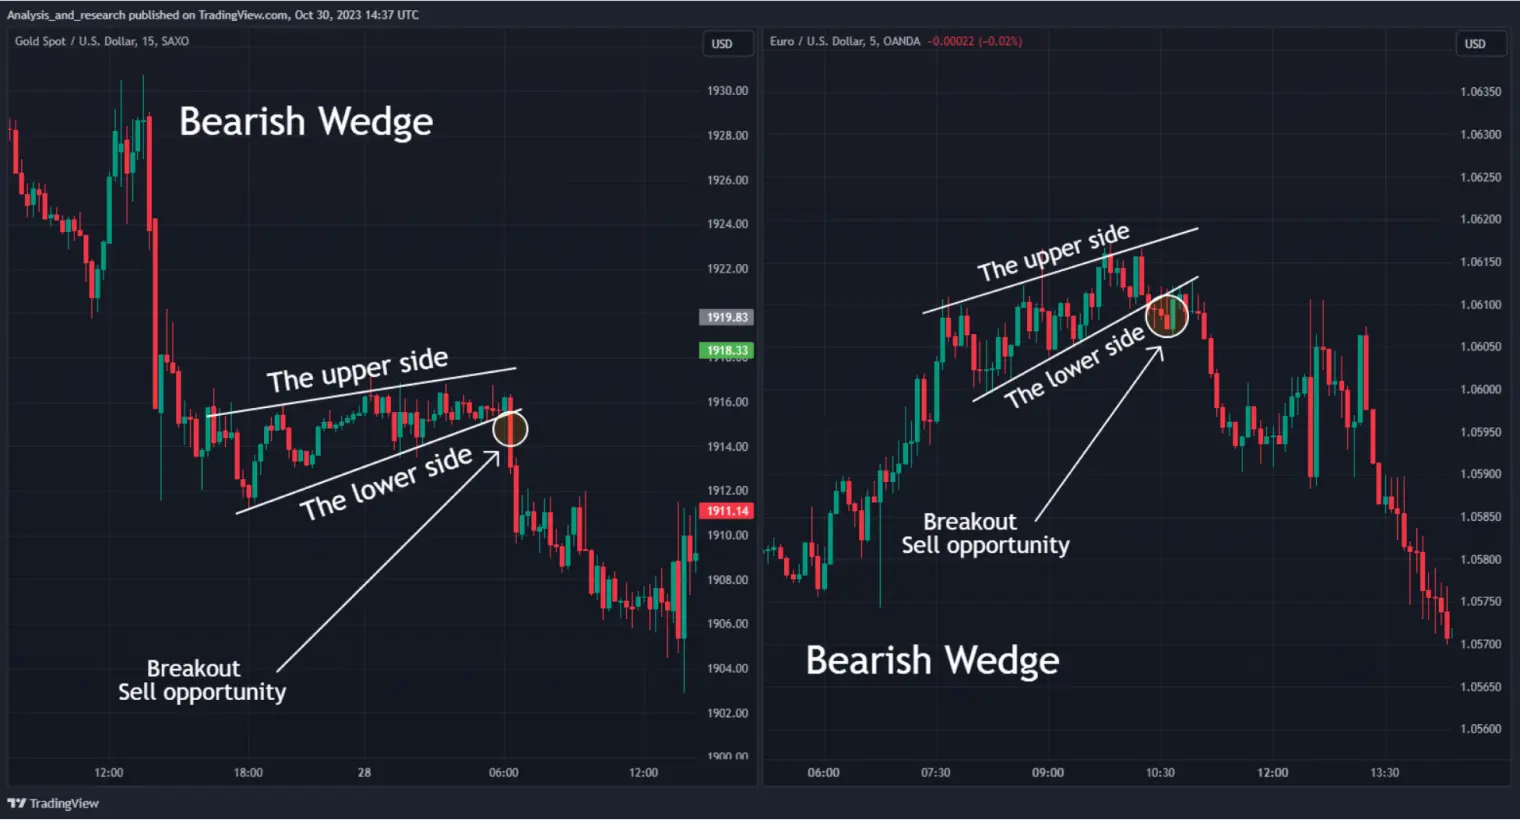 Analysis_and_research published on TradingView.com, Oct 30, 2023 14:37 UTC
Gold Spot / U.S. Dollar, 15, SAXO
USD
Bearish Wedge
The upper side
The lower side
Breakout
Sell opportunity
1930.00
1928.00
1926.00
1924.00
1922.00
1919.83
1918.33
1916.00
1914.00
1912.00
1911.14
1910.00
1908.00
1906.00
1904.00
1902.00
1900.00
12:00
18:00
28
06:00
12:00
Euro / U.S. Dollar, 5, OANDA −0.00022 (−0.02%)
USD
The upper side
The lower side
Breakout
Sell opportunity
Bearish Wedge
1.06350
1.06300
1.06250
1.06200
1.06150
1.06100
1.06050
1.06000
1.05950
1.05900
1.05850
1.05800
1.05750
1.05700
1.05650
1.05600
06:00
07:30
09:00
10:30
12:00
13:30
TradingView